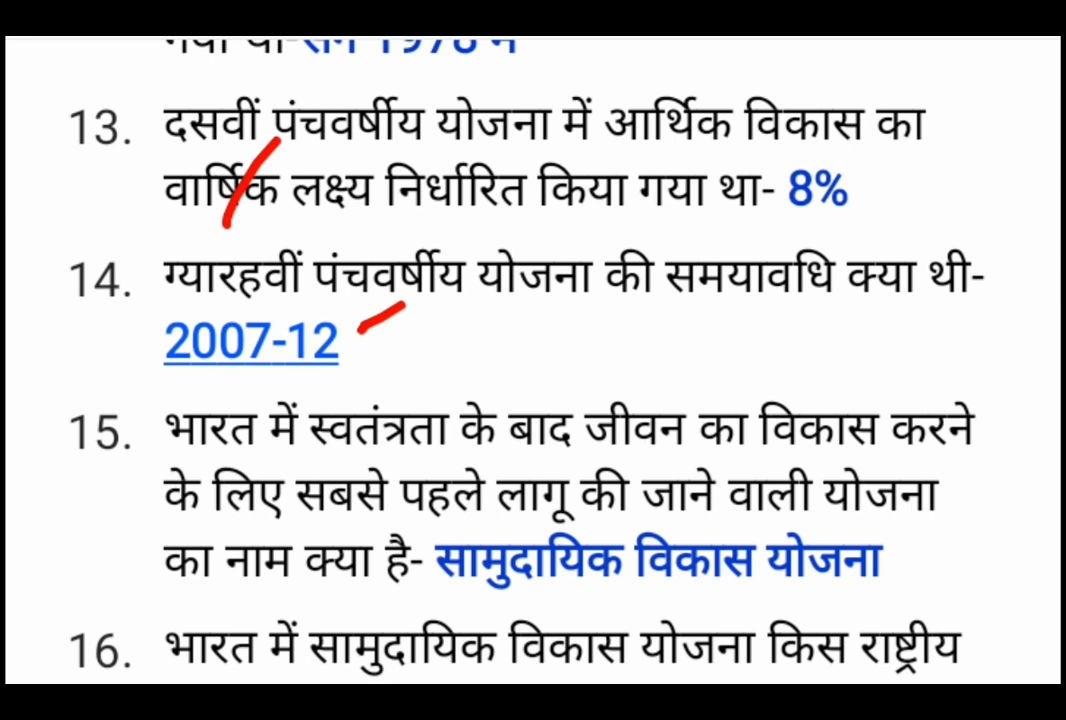 13. दसवीं पंचवर्षीय योजना में आर्थिक विकास का
वार्षिक लक्ष्य निर्धारित किया गया था- 8%
14. ग्यारहवीं पंचवर्षीय योजना की समयावधि क्या थी-
2007-12
15. भारत में स्वतंत्रता के बाद जीवन का विकास करने
के लिए सबसे पहले लागू की जाने वाली योजना
का नाम क्या है- सामुदायिक विकास योजना
16. भारत में सामुदायिक विकास योजना किस राष्ट्रीय